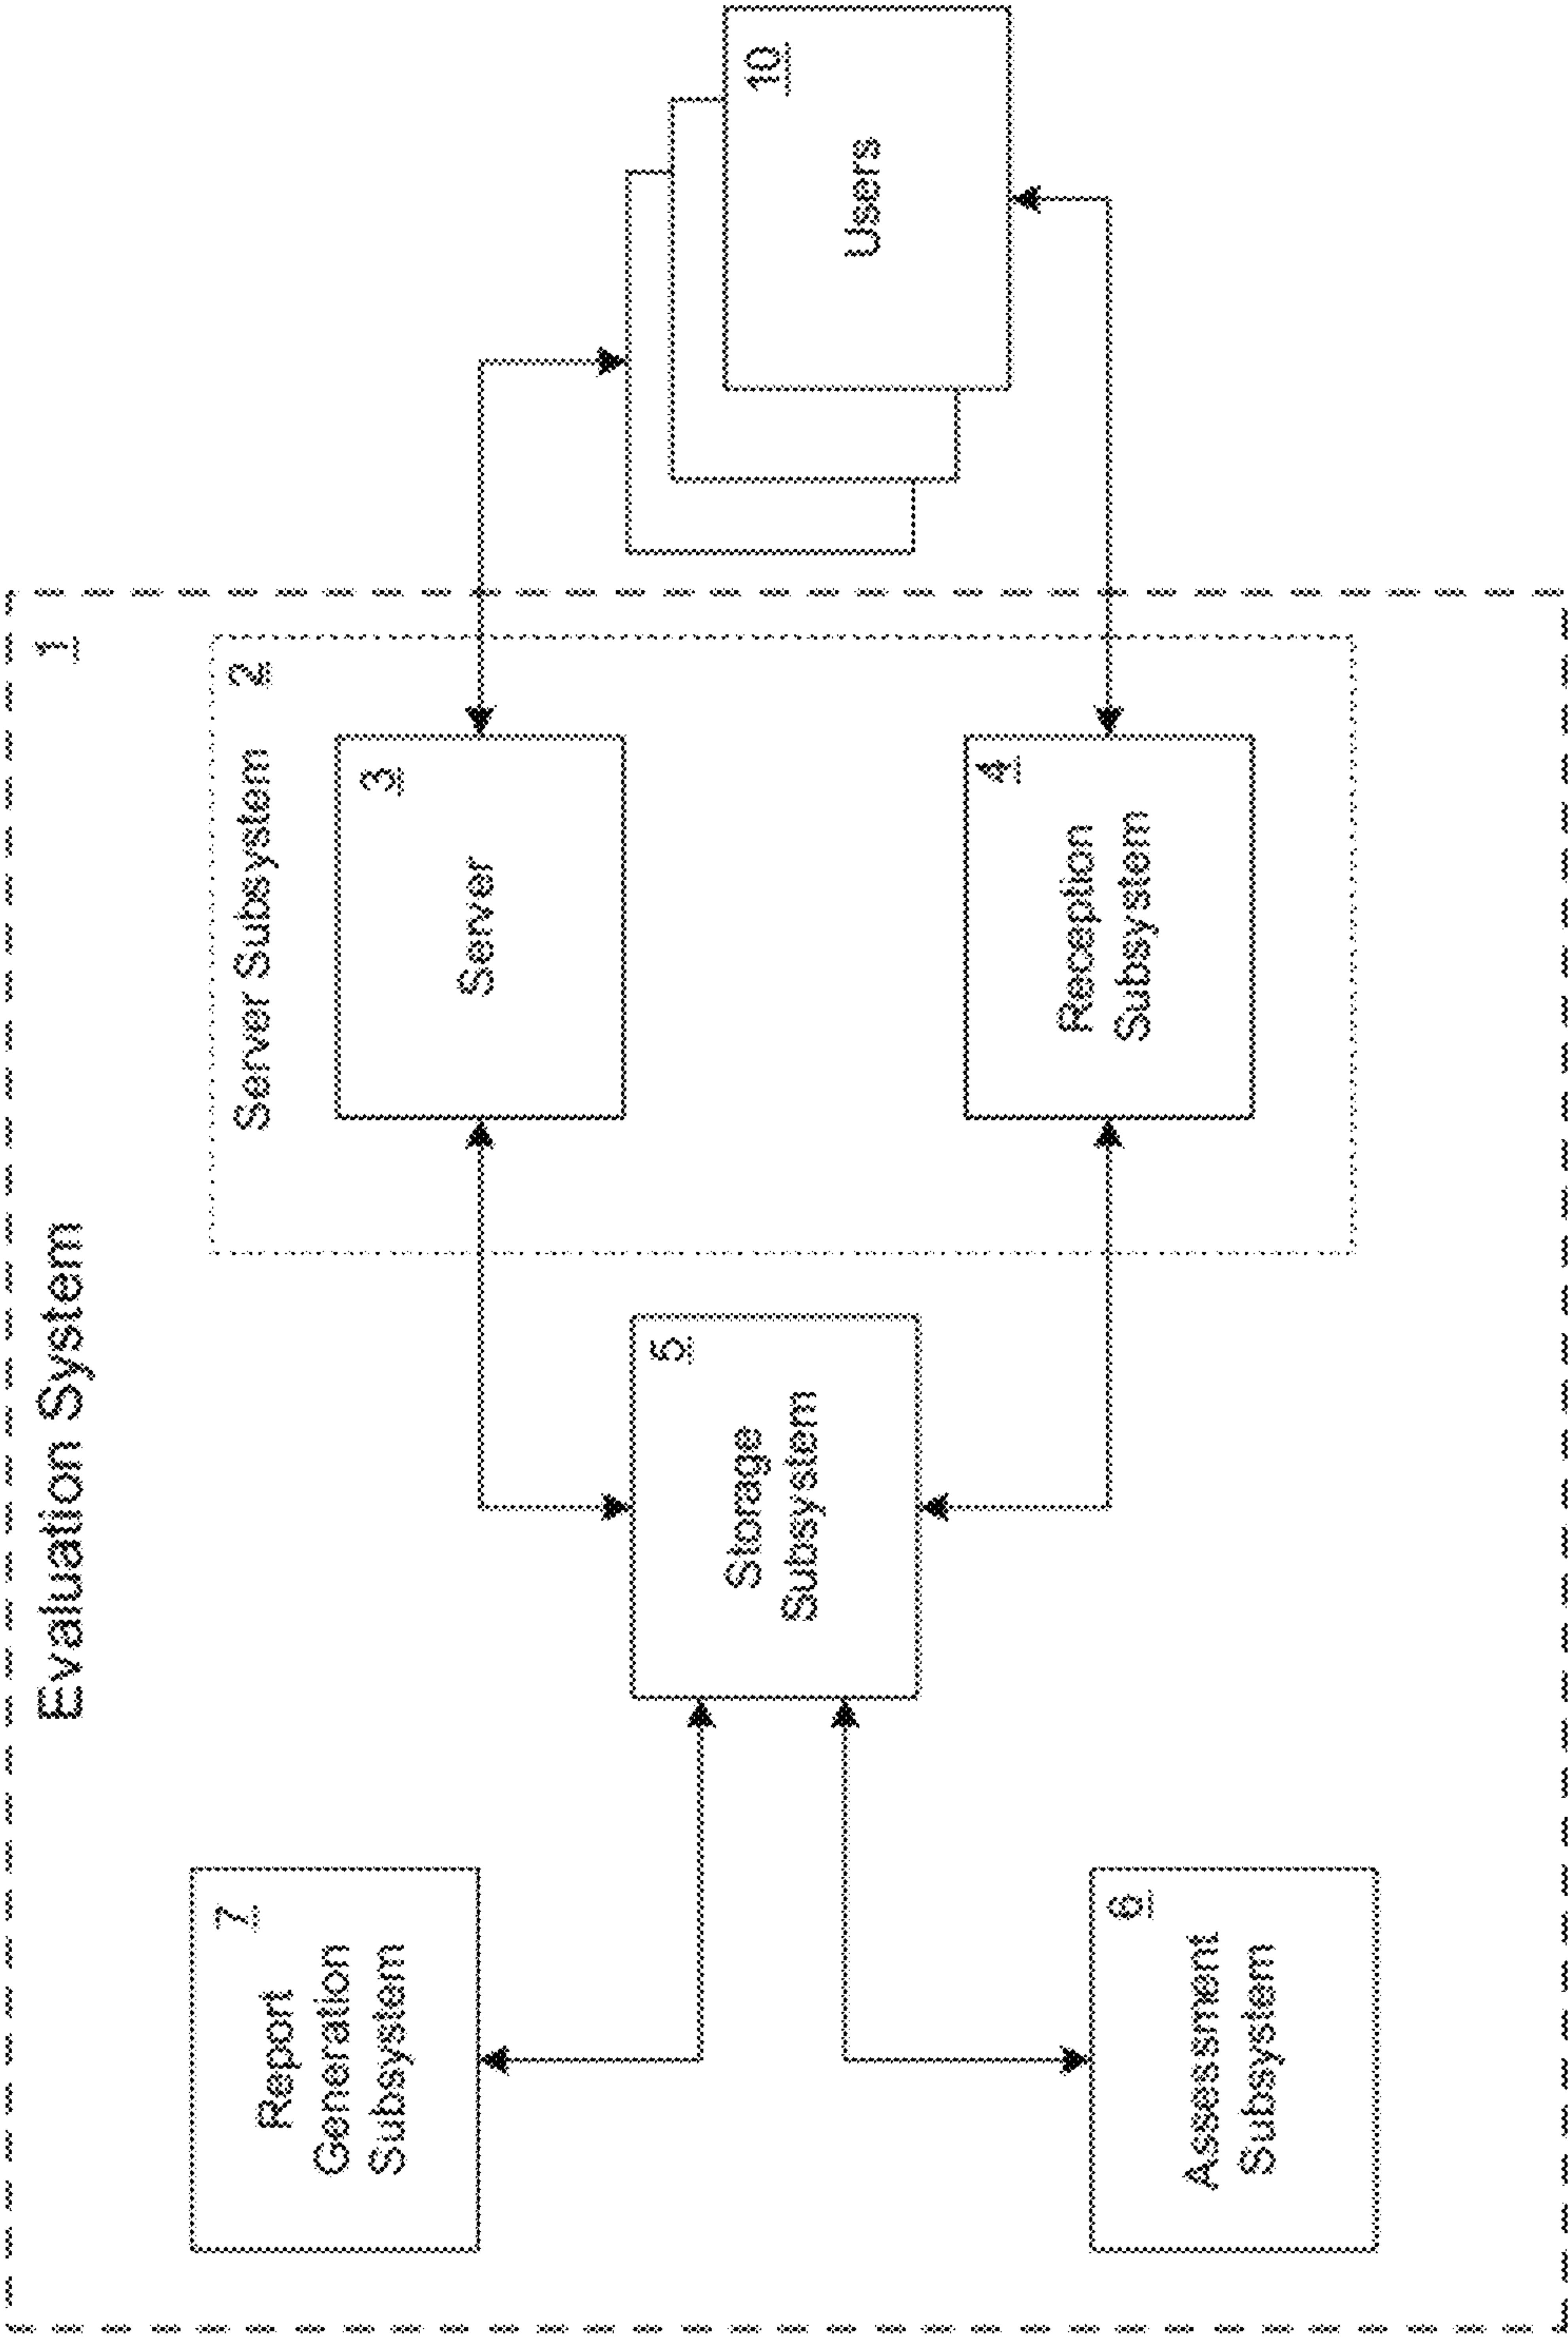 Evaluation System
1
Server Subsystem
2
7
Report
Generation
Subsystem
3
Server
5
Storage
Subsystem
10
Users
6
Assessment
Subsystem
4
Reception
Subsystem